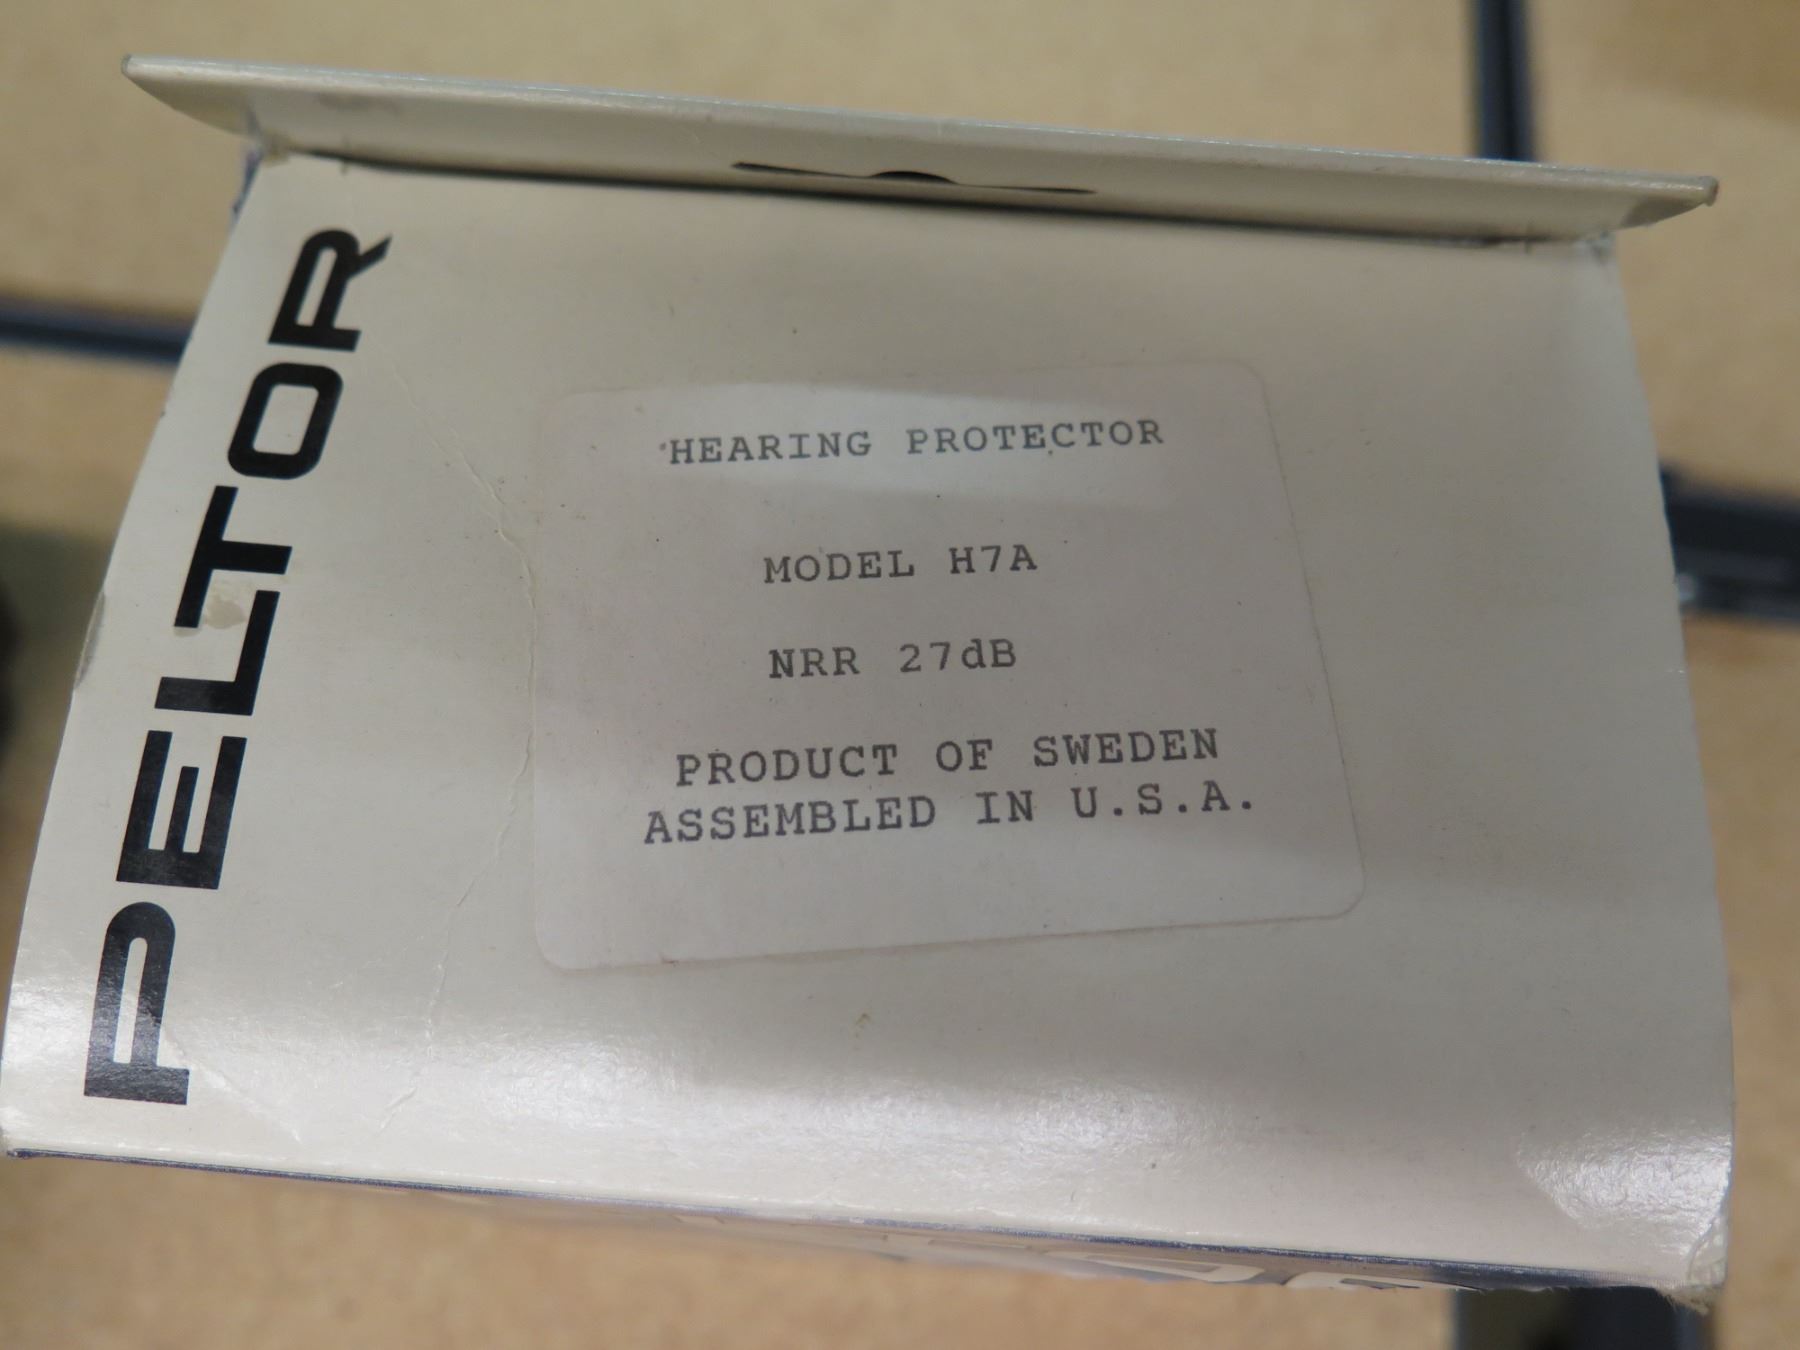 PELTOR
HEARING PROTECTOR
MODEL H7A
NRR 27dB
PRODUCT OF SWEDEN
ASSEMBLED IN U.S.A.